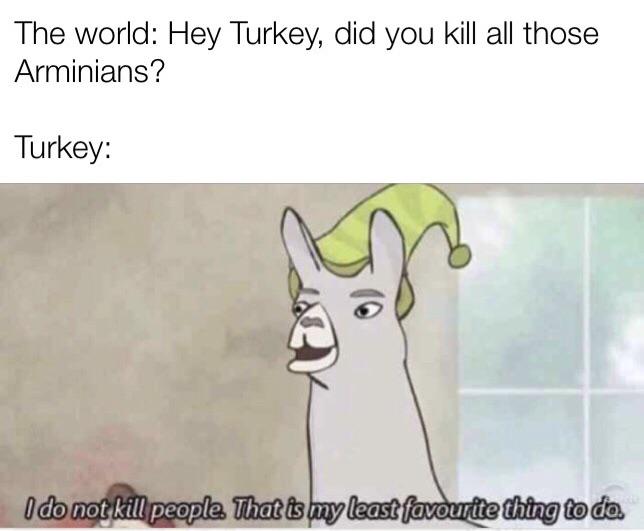 The world: Hey Turkey, did you kill all those
Arminians?
Turkey:
I do not kill people. That is my least favourite thing to do.